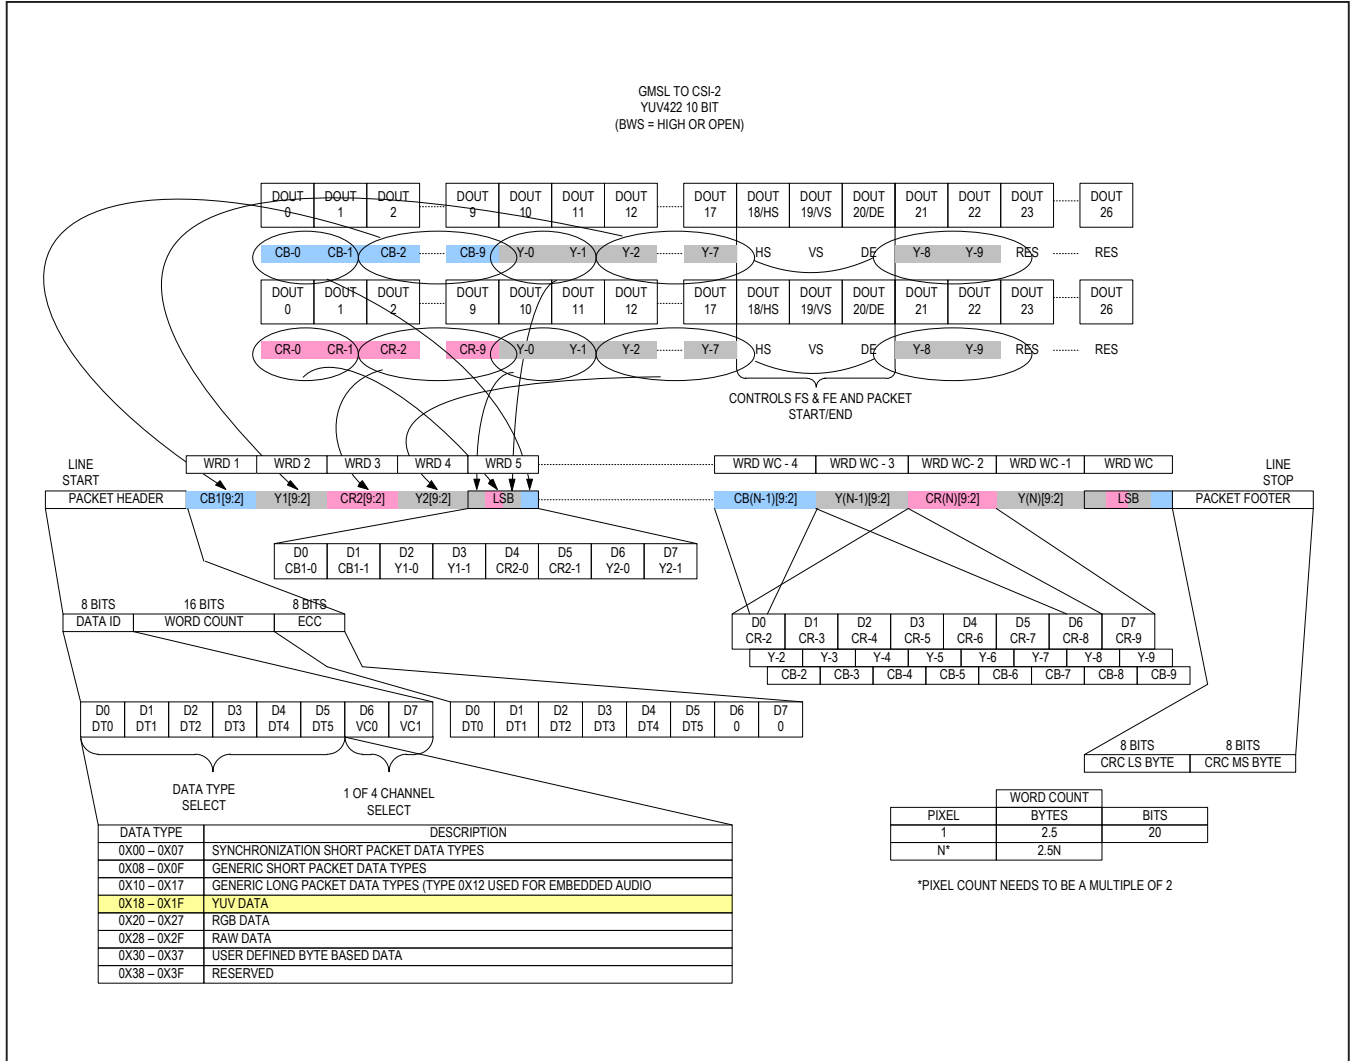 GMSL TO CSI-2
YUV422 10 BIT
(BWS = HIGH OR OPEN)
DOUT 0 DOUT 1 DOUT 2 DOUT 9 DOUT 10 DOUT 11 DOUT 12 DOUT 17 DOUT 18/HS DOUT 19/VS DOUT 20/DE DOUT 21 DOUT 22 DOUT 23 DOUT 26
CB-0 CB-1 CB-2 CB-9 Y-0 Y-1 Y-2 Y-7 HS VS DE Y-8 Y-9 RES RES
DOUT 0 DOUT 1 DOUT 2 DOUT 9 DOUT 10 DOUT 11 DOUT 12 DOUT 17 DOUT 18/HS DOUT 19/VS DOUT 20/DE DOUT 21 DOUT 22 DOUT 23 DOUT 26
CR-0 CR-1 CR-2 CR-9 Y-0 Y-1 Y-2 Y-7 HS VS DE Y-8 Y-9 RES RES
CONTROLS FS & FE AND PACKET
START/END
LINE
START
WRD 1 WRD 2 WRD 3 WRD 4 WRD 5 WRD WC - 4 WRD WC - 3 WRD WC- 2 WRD WC -1 WRD WC
LINE
STOP
PACKET HEADER CB1[9:2] Y1[9:2] CR2[9:2] Y2[9:2] LSB CB(N-1)[9:2] Y(N-1)[9:2] CR(N)[9:2] Y(N)[9:2] LSB PACKET FOOTER
D0 D1 D2 D3 D4 D5 D6 D7
CB1-0 CB1-1 Y1-0 Y1-1 CR2-0 CR2-1 Y2-0 Y2-1
8 BITS 16 BITS 8 BITS
DATA ID WORD COUNT ECC
D0 D1 D2 D3 D4 D5 D6 D7
CR-2 CR-3 CR-4 CR-5 CR-6 CR-7 CR-8 CR-9
Y-2 Y-3 Y-4 Y-5 Y-6 Y-7 Y-8 Y-9
CB-2 CB-3 CB-4 CB-5 CB-6 CB-7 CB-8 CB-9
D0 D1 D2 D3 D4 D5 D6 D7
DT0 DT1 DT2 DT3 DT4 DT5 VC0 VC1
D0 D1 D2 D3 D4 D5 D6 D7
DT0 DT1 DT2 DT3 DT4 DT5 0 0
8 BITS 8 BITS
CRC LS BYTE CRC MS BYTE
DATA TYPE
SELECT
1 OF 4 CHANNEL
SELECT
WORD COUNT
PIXEL BYTES BITS
1 2.5 20
N* 2.5N
*PIXEL COUNT NEEDS TO BE A MULTIPLE OF 2
DATA TYPE DESCRIPTION
0X00 – 0X07 SYNCHRONIZATION SHORT PACKET DATA TYPES
0X08 – 0X0F GENERIC SHORT PACKET DATA TYPES
0X10 – 0X17 GENERIC LONG PACKET DATA TYPES (TYPE 0X12 USED FOR EMBEDDED AUDIO
0X18 – 0X1F YUV DATA
0X20 – 0X27 RGB DATA
0X28 – 0X2F RAW DATA
0X30 – 0X37 USER DEFINED BYTE BASED DATA
0X38 – 0X3F RESERVED